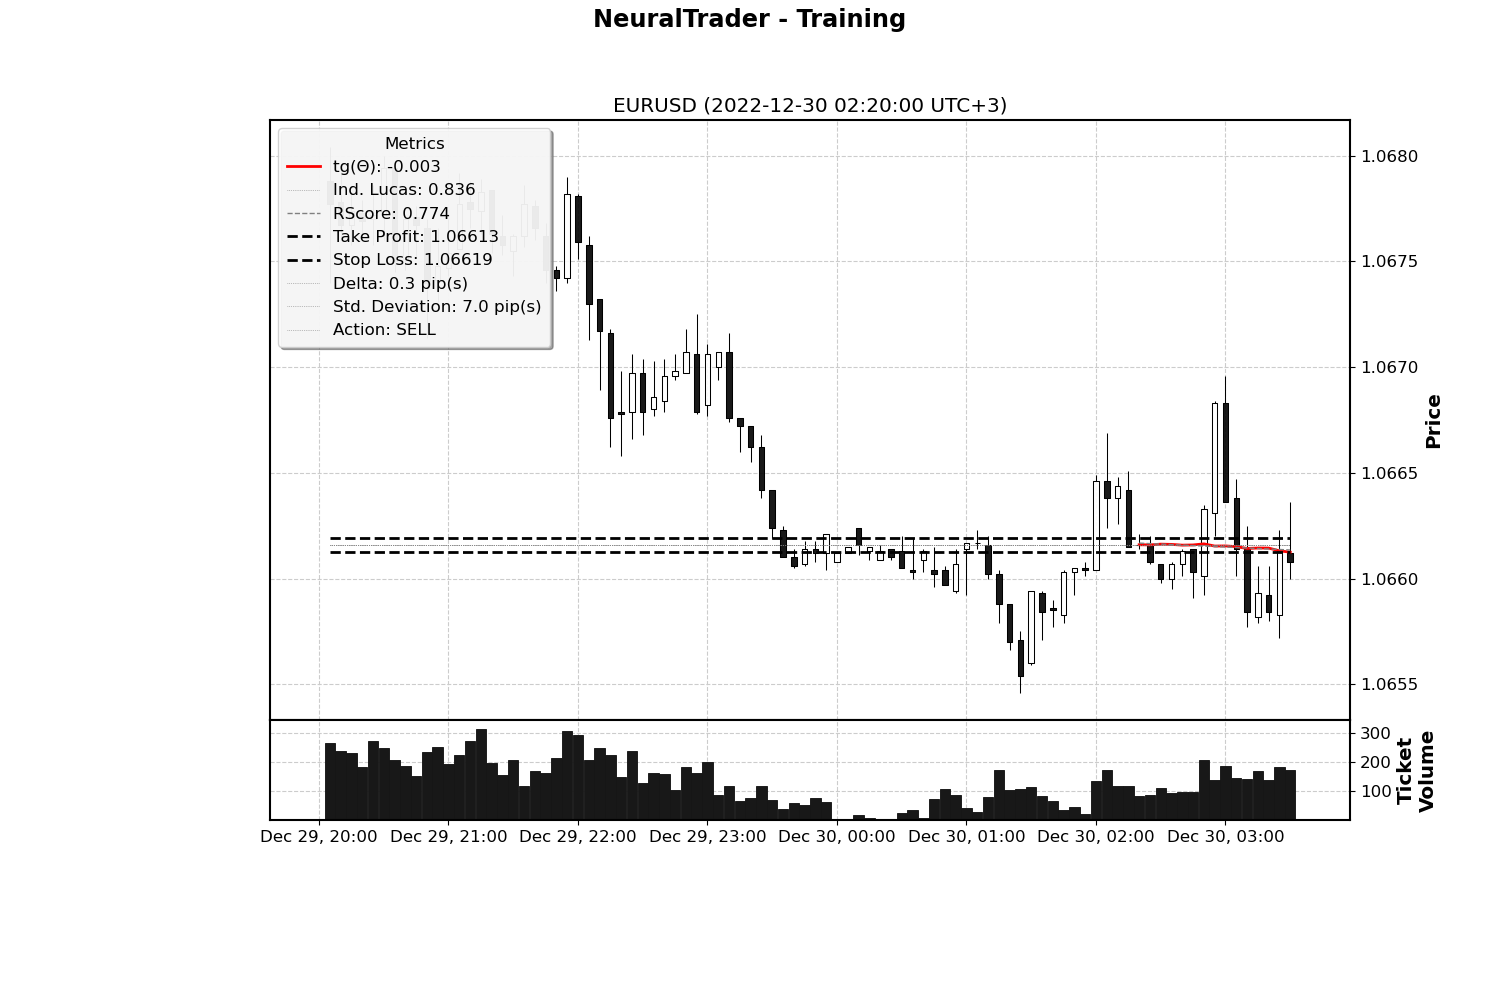 NeuralTrader - Training
EURUSD (2022-12-30 02:20:00 UTC+3)
Metrics
tg(Θ): -0.003
Ind. Lucas: 0.836
RScore: 0.774
Take Profit: 1.06613
Stop Loss: 1.06619
Delta: 0.3 pip(s)
Std. Deviation: 7.0 pip(s)
Action: SELL
1.0680
1.0675
1.0670
1.0665
1.0660
1.0655
Price
300
200
100
Ticket
Volume
Dec 29, 20:00 Dec 29, 21:00 Dec 29, 22:00 Dec 29, 23:00 Dec 30, 00:00 Dec 30, 01:00 Dec 30, 02:00 Dec 30, 03:00